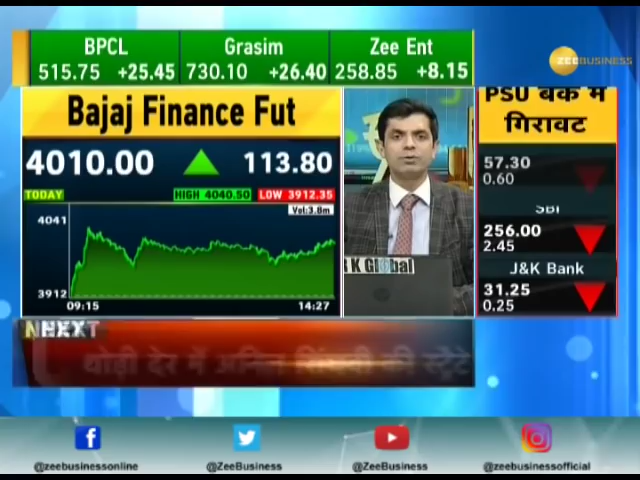 BPCL
515.75 +25.45
Grasim
730.10 +26.40
Zee Ent
258.85 +8.15
ZEEBUSINESS
Bajaj Finance Fut
4010.00 113.80
TODAY HIGH 4040.50 LOW 3912.35
Vol:3.8m
4041
3912
09:15 14:27
K Global
PSU बैंक में
गिरावट
57.30
0.60
SBI
256.00
2.45
J&K Bank
31.25
0.25
थोड़ी देर में अनिल सिंघवी की स्ट्रेट
@zeebusinessonline
@ZeeBusiness
@ZeeBusiness
@zeebusinessofficial